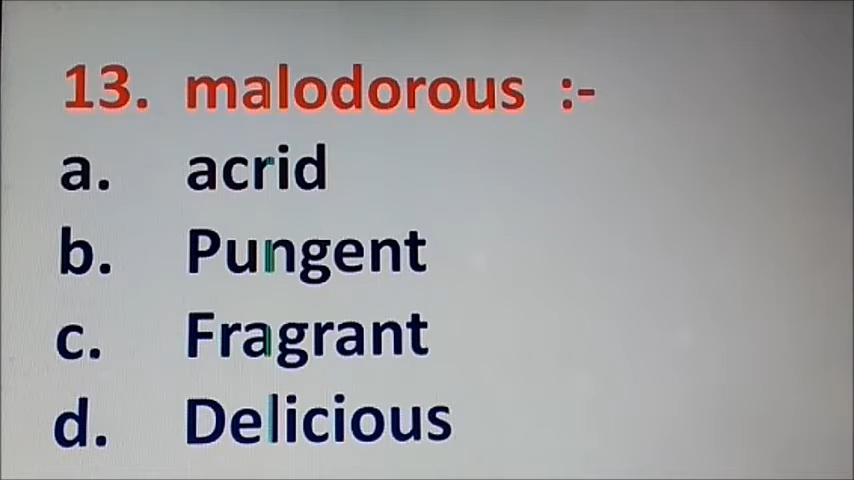 13. malodorous :-
a. acrid
b. Pungent
c. Fragrant
d. Delicious